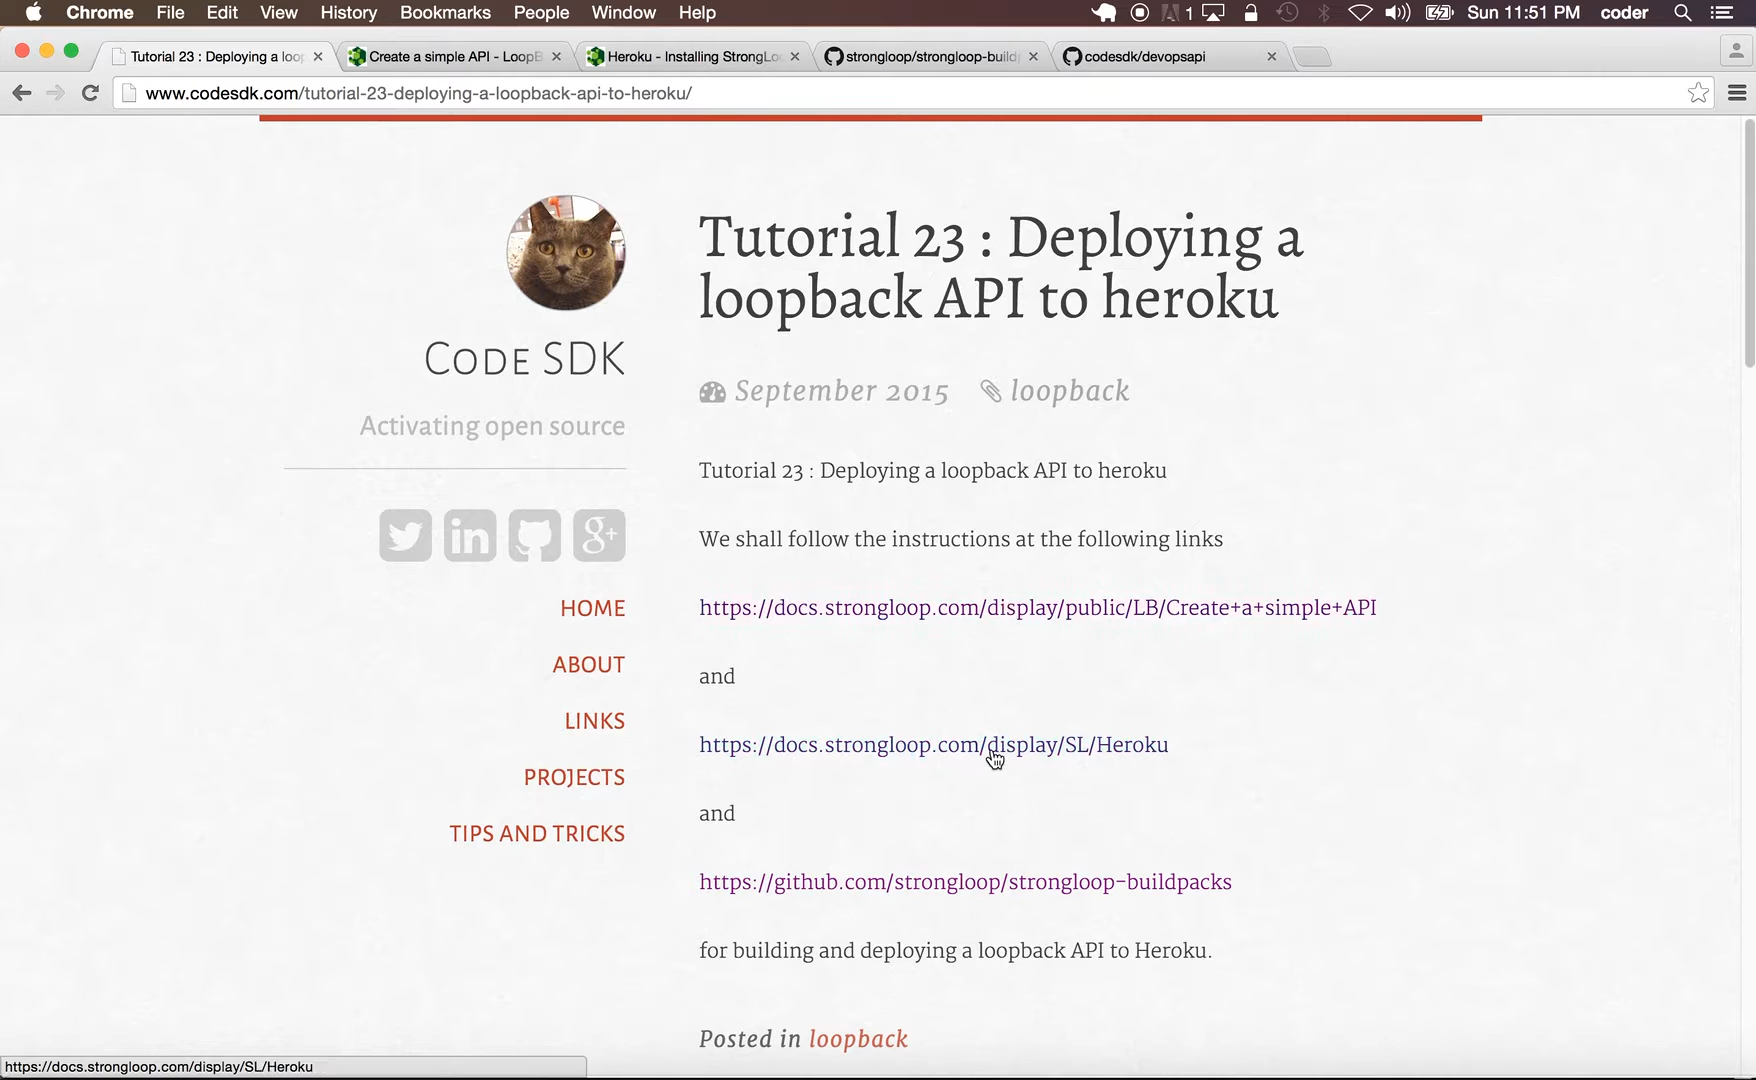 Chrome File Edit View History Bookmarks People Window Help 1 Sun 11:51 PM coder
Tutorial 23 : Deploying a loop Create a simple API - LoopB Heroku - Installing StrongLo strongloop/strongloop-build codesdk/devopsapi
www.codesdk.com/tutorial-23-deploying-a-loopback-api-to-heroku/
Tutorial 23 : Deploying a
loopback API to heroku
September 2015 loopback
CODE SDK
Activating open source
HOME
ABOUT
LINKS
PROJECTS
TIPS AND TRICKS
Tutorial 23 : Deploying a loopback API to heroku
We shall follow the instructions at the following links
https://docs.strongloop.com/display/public/LB/Create+a+simple+API
and
https://docs.strongloop.com/display/SL/Heroku
and
https://github.com/strongloop/strongloop-buildpacks
for building and deploying a loopback API to Heroku.
Posted in loopback
https://docs.strongloop.com/display/SL/Heroku